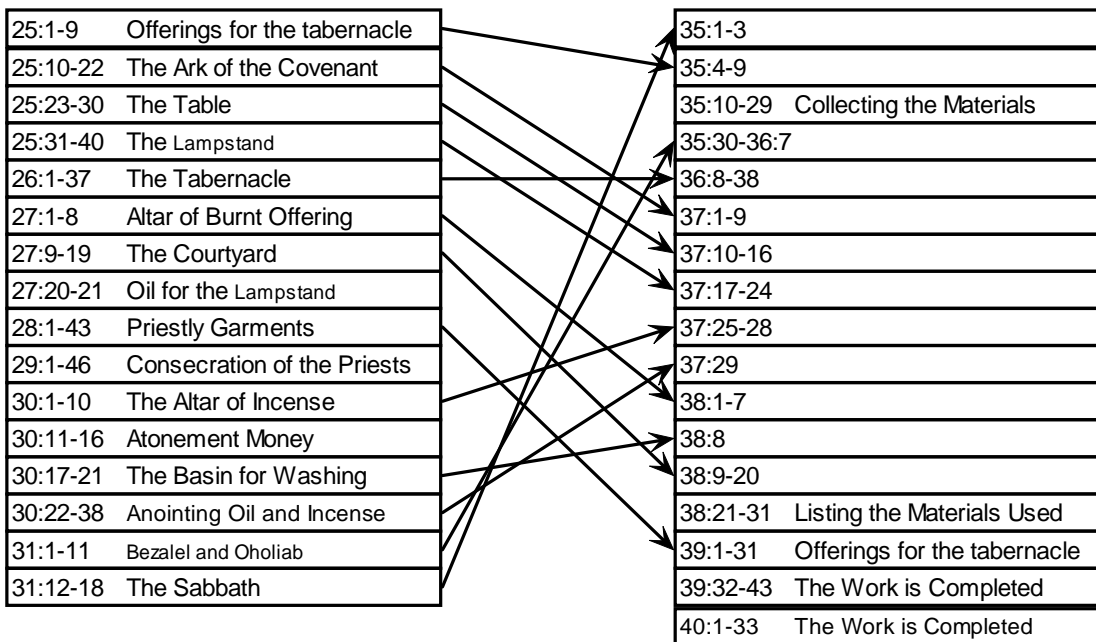 25:1-9 Offerings for the tabernacle
25:10-22 The Ark of the Covenant
25:23-30 The Table
25:31-40 The Lampstand
26:1-37 The Tabernacle
27:1-8 Altar of Burnt Offering
27:9-19 The Courtyard
27:20-21 Oil for the Lampstand
28:1-43 Priestly Garments
29:1-46 Consecration of the Priests
30:1-10 The Altar of Incense
30:11-16 Atonement Money
30:17-21 The Basin for Washing
30:22-38 Anointing Oil and Incense
31:1-11 Bezalel and Oholiab
31:12-18 The Sabbath
35:1-3
35:4-9
35:10-29 Collecting the Materials
35:30-36:7
36:8-38
37:1-9
37:10-16
37:17-24
37:25-28
37:29
38:1-7
38:8
38:9-20
38:21-31 Listing the Materials Used
39:1-31 Offerings for the tabernacle
39:32-43 The Work is Completed
40:1-33 The Work is Completed